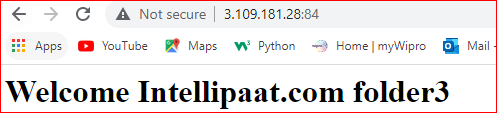 Not secure | 3.109.181.28:84
Apps YouTube Maps Python Home | myWipro Mail -
Welcome Intellipaat.com folder3